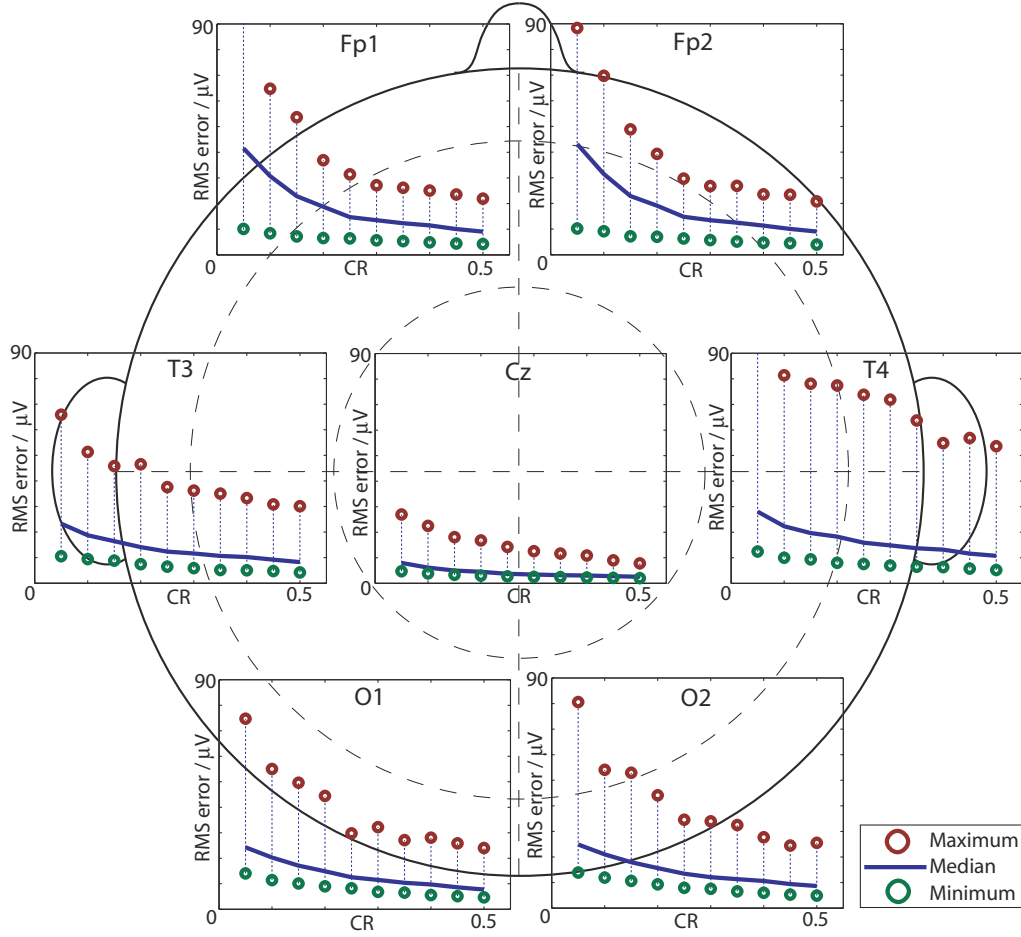 90
Fp1
RMS error / μV
0
CR
0.5
90
Fp2
RMS error / μV
0
CR
0.5
90
T3
RMS error / μV
0
CR
0.5
90
Cz
RMS error / μV
0
CR
0.5
90
T4
RMS error / μV
0
CR
0.5
90
O1
RMS error / μV
0
CR
0.5
90
O2
RMS error / μV
0
CR
0.5
Maximum
Median
Minimum